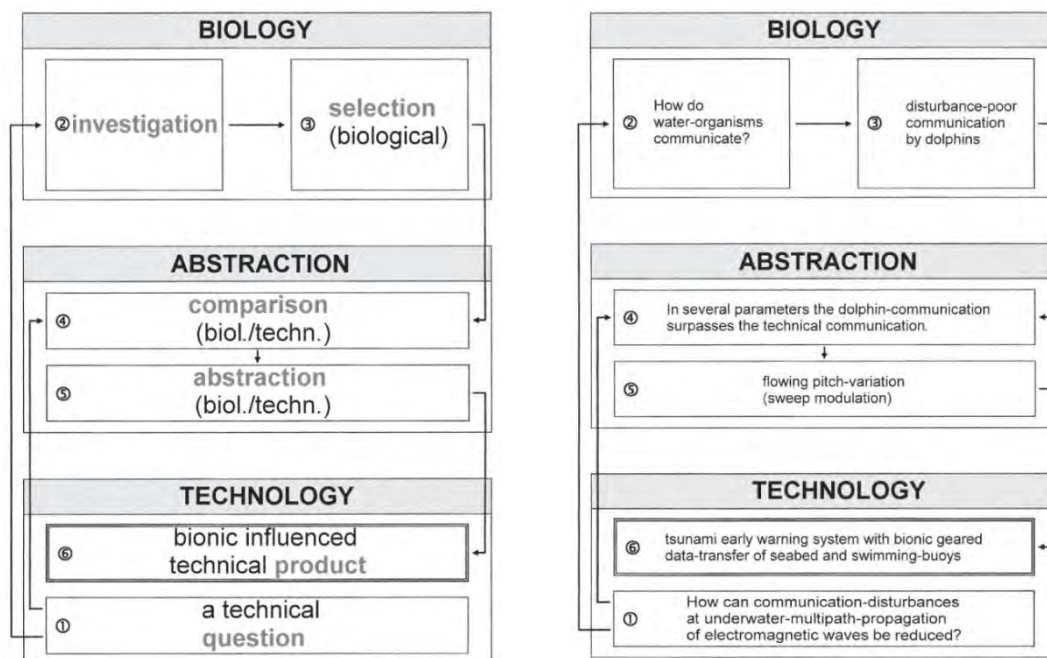 BIOLOGY
② investigation
③ selection
(biological)
ABSTRACTION
④ comparison
(biol./techn.)
⑤ abstraction
(biol./techn.)
TECHNOLOGY
⑥ bionic influenced
technical product
① a technical
question
BIOLOGY
② How do
water-organisms
communicate?
③ disturbance-poor
communication
by dolphins
ABSTRACTION
④ In several parameters the dolphin-communication
surpasses the technical communication.
⑤ flowing pitch-variation
(sweep modulation)
TECHNOLOGY
⑥ tsunami early warning system with bionic geared
data-transfer of seabed and swimming-buoys
① How can communication-disturbances
at underwater-multipath-propagation
of electromagnetic waves be reduced?